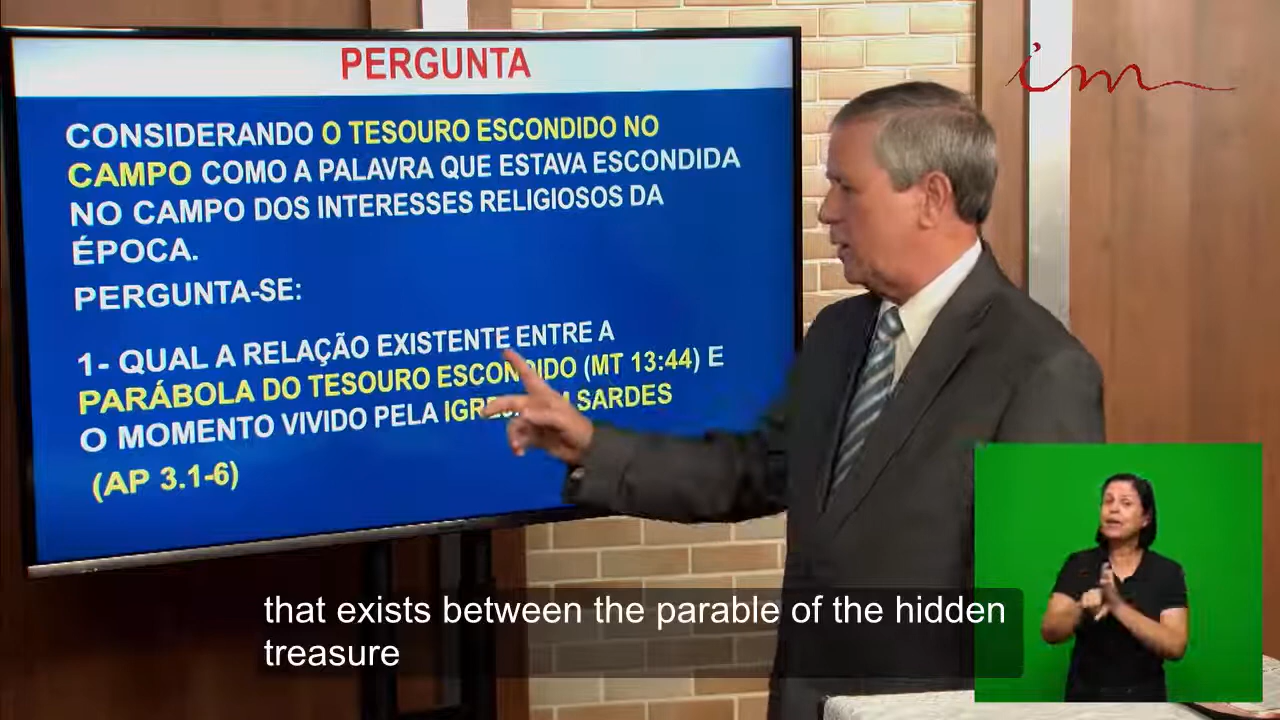 PERGUNTA
im
CONSIDERANDO O TESOURO ESCONDIDO NO
CAMPO COMO A PALAVRA QUE ESTAVA ESCONDIDA
NO CAMPO DOS INTERESSES RELIGIOSOS DA
ÉPOCA.
PERGUNTA-SE:
1- QUAL A RELAÇÃO EXISTENTE ENTRE A
PARÁBOLA DO TESOURO ESCONDIDO (MT 13:44) E
O MOMENTO VIVIDO PELA SARDES
(AP 3.1-6)
that exists between the parable of the hidden
treasure